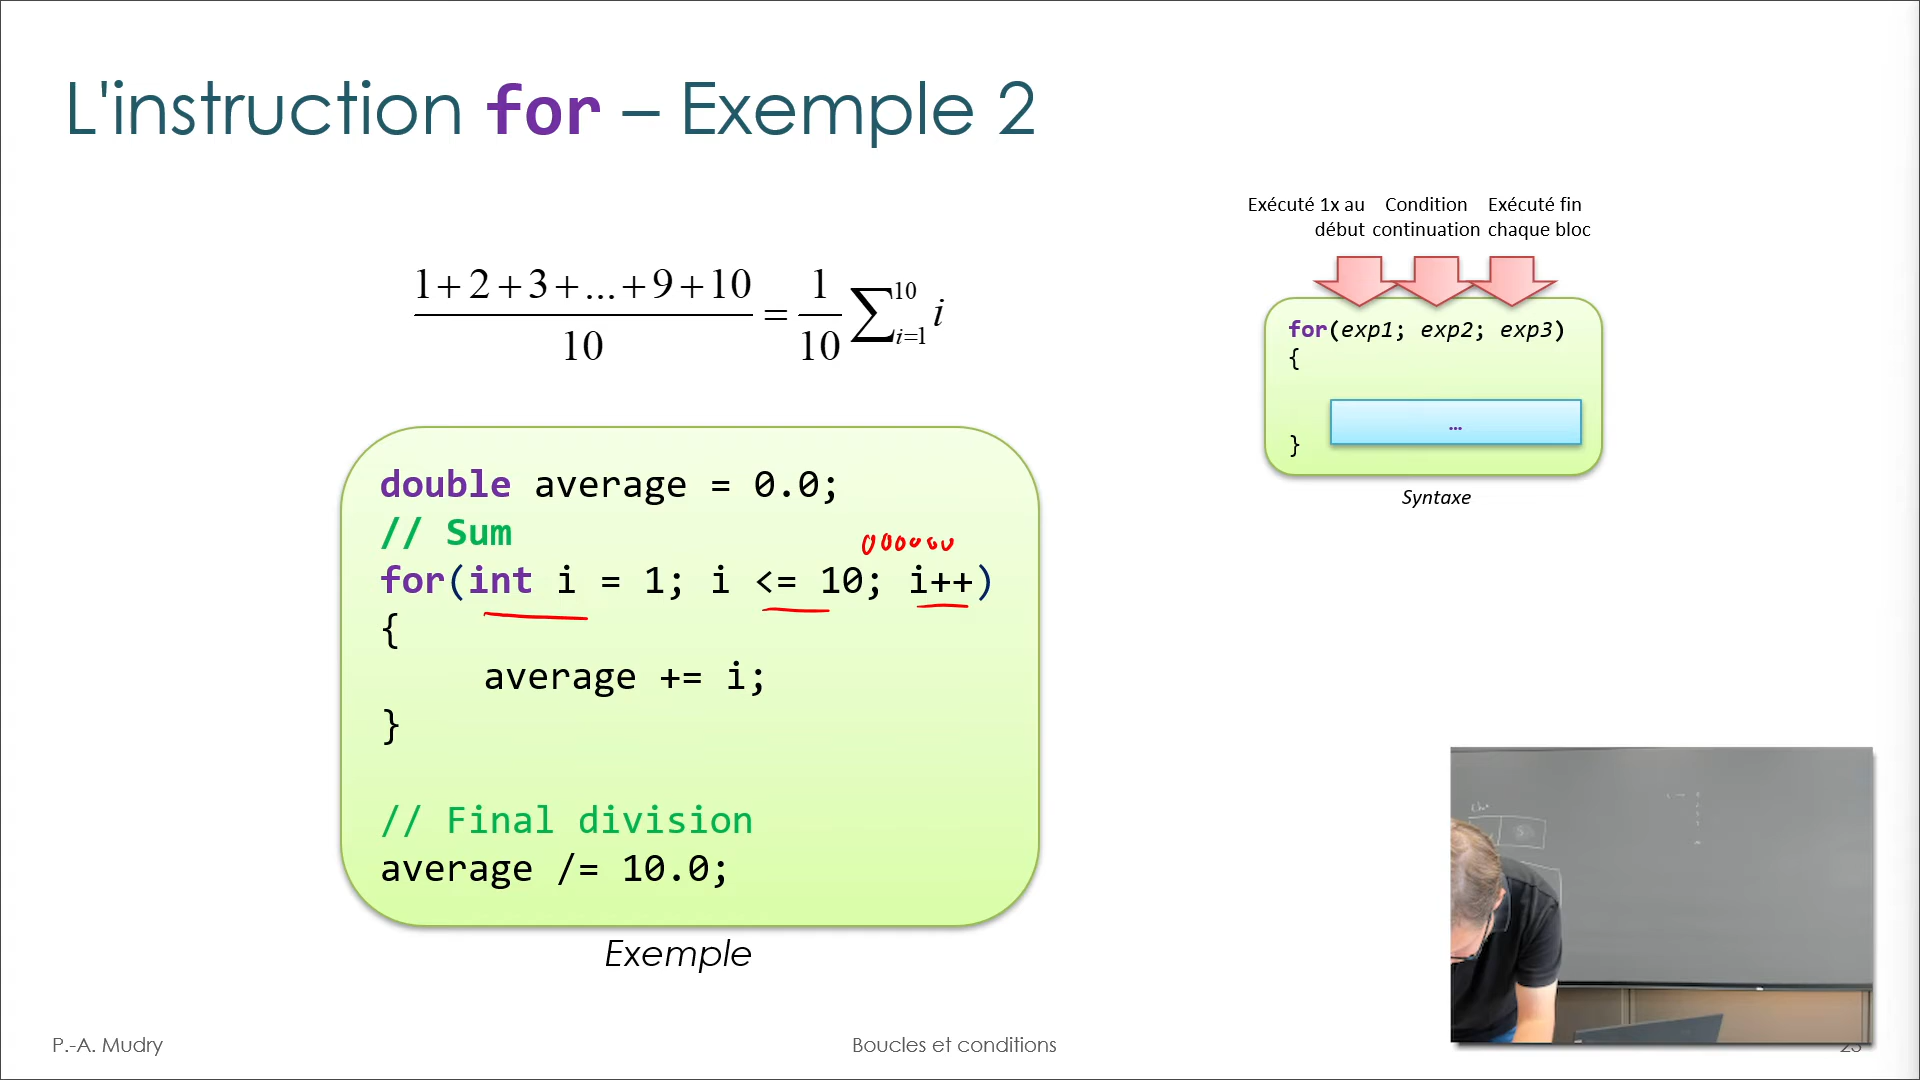 L'instruction for – Exemple 2
1+2+3+...+9+10
10
=
1
10
∑
10
i=1
i
Exécuté 1x au début
Condition continuation
Exécuté fin chaque bloc
for(exp1; exp2; exp3)
{
...
}
Syntaxe
double average = 0.0;
// Sum
for(int i = 1; i <= 10; i++)
{
average += i;
}
// Final division
average /= 10.0;
Exemple
P.-A. Mudry
Boucles et conditions